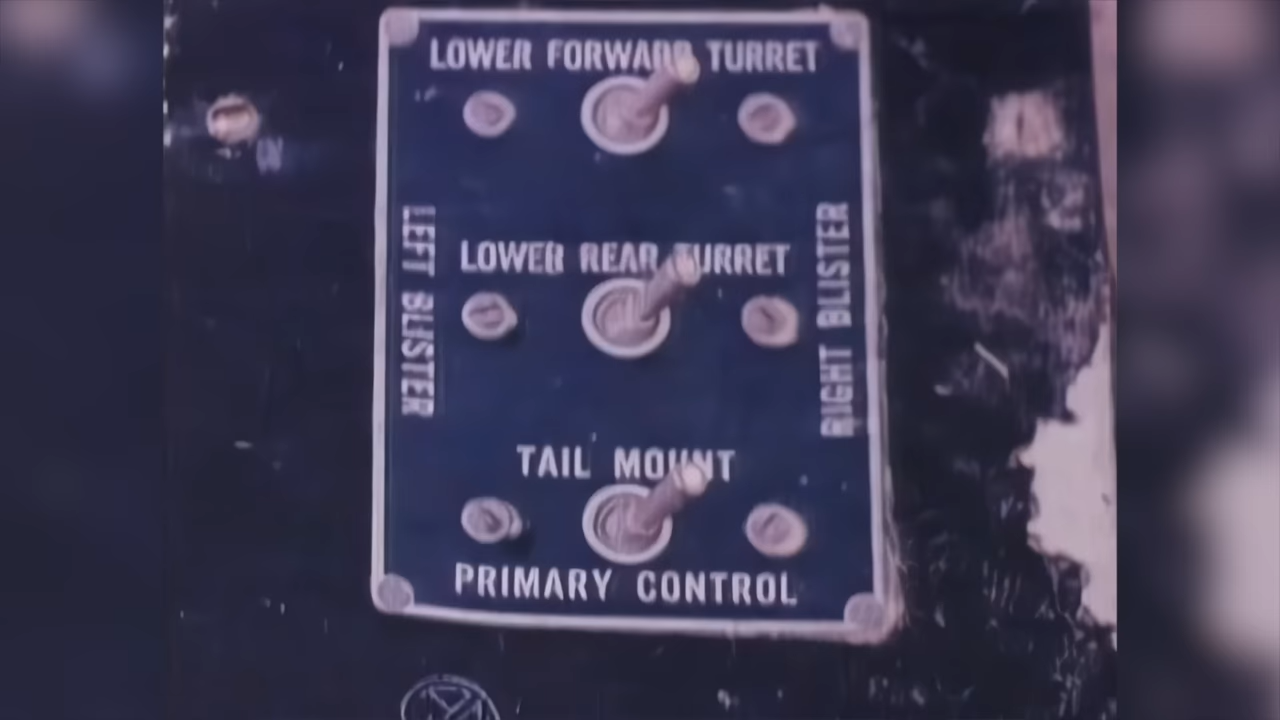 LOWER FORWARD TURRET
LEFT BLISTER
LOWER REAR TURRET
RIGHT BLISTER
TAIL MOUNT
PRIMARY CONTROL